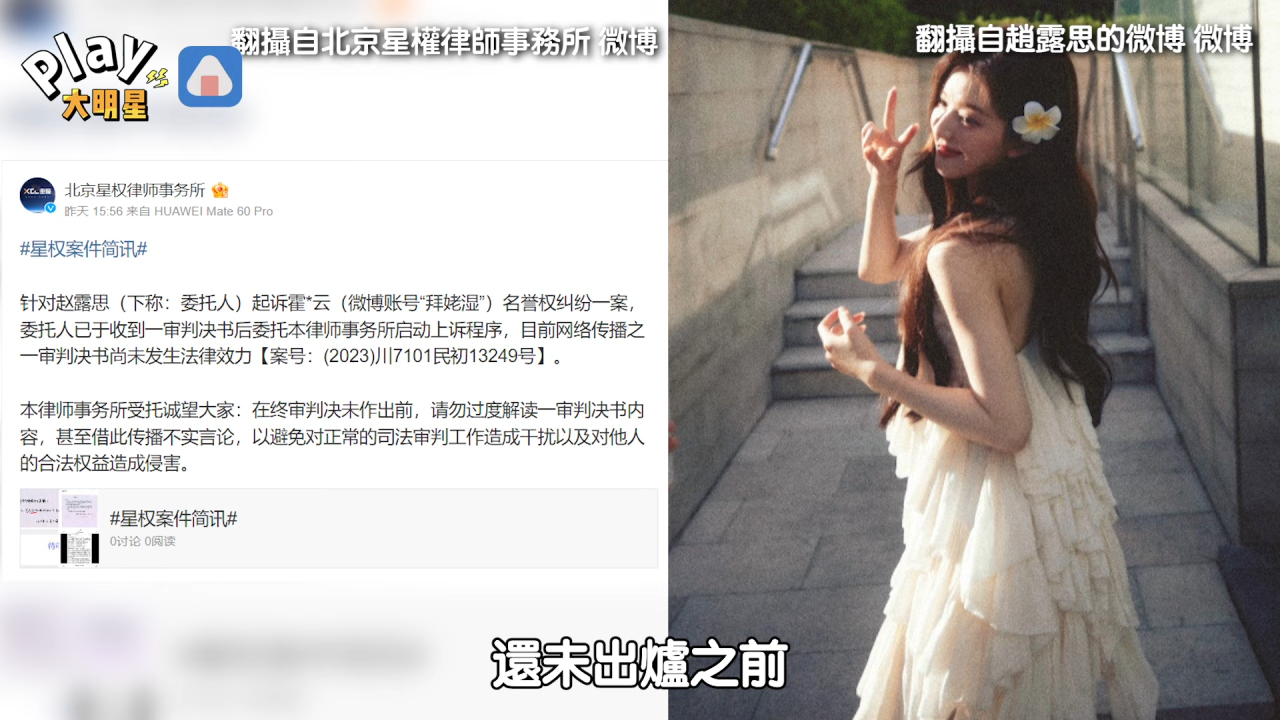 Play
大明星
翻攝自北京星權律師事務所 微博
翻攝自趙露思的微博 微博
北京星权律师事务所
昨天 15:56 来自 HUAWEI Mate 60 Pro
#星权案件简讯#
针对赵露思（下称：委托人）起诉霍*云（微博账号“拜姥湿”）名誉权纠纷一案，
委托人已于收到一审判决书后委托本律师事务所启动上诉程序，目前网络传播之
一审判决书尚未发生法律效力【案号：(2023)川7101民初13249号】。
本律师事务所受托诚望大家：在终审判决未作出前，请勿过度解读一审判决书内
容，甚至借此传播不实言论，以避免对正常的司法审判工作造成干扰以及对他人
的合法权益造成侵害。
#星权案件简讯#
0讨论 0阅读
還未出爐之前